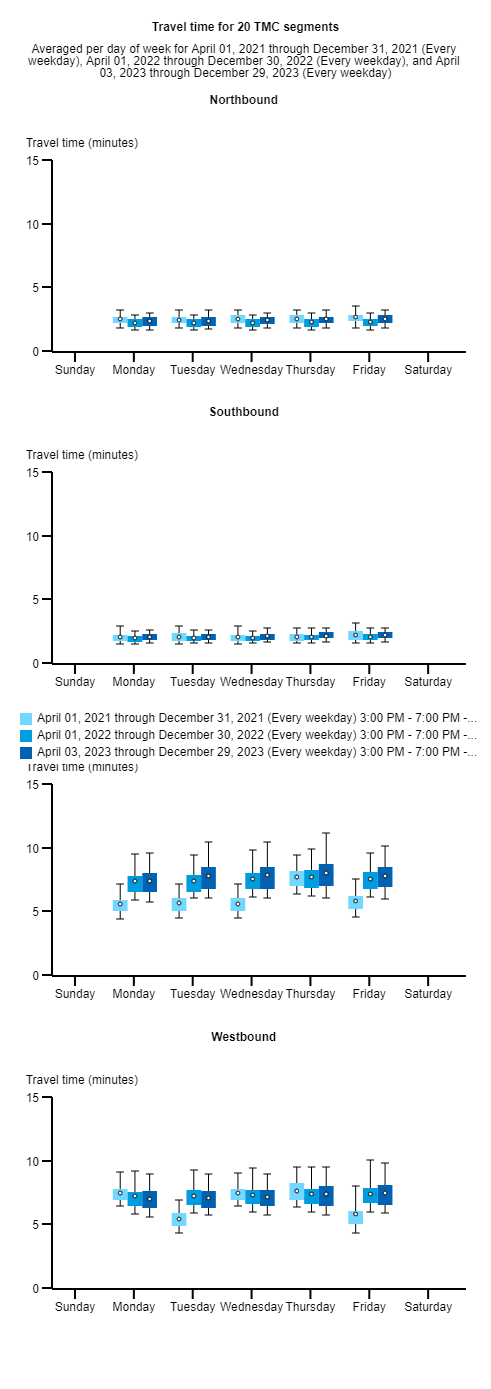 Travel time for 20 TMC segments
Averaged per day of week for April 01, 2021 through December 31, 2021 (Every
weekday), April 01, 2022 through December 30, 2022 (Every weekday), and April
03, 2023 through December 29, 2023 (Every weekday)
Northbound
Travel time (minutes)
15
10
5
0
Sunday Monday Tuesday Wednesday Thursday Friday Saturday
Southbound
Travel time (minutes)
15
10
5
0
Sunday Monday Tuesday Wednesday Thursday Friday Saturday
April 01, 2021 through December 31, 2021 (Every weekday) 3:00 PM - 7:00 PM -...
April 01, 2022 through December 30, 2022 (Every weekday) 3:00 PM - 7:00 PM -...
April 03, 2023 through December 29, 2023 (Every weekday) 3:00 PM - 7:00 PM -...
Travel time (minutes)
15
10
5
0
Sunday Monday Tuesday Wednesday Thursday Friday Saturday
Westbound
Travel time (minutes)
15
10
5
0
Sunday Monday Tuesday Wednesday Thursday Friday Saturday